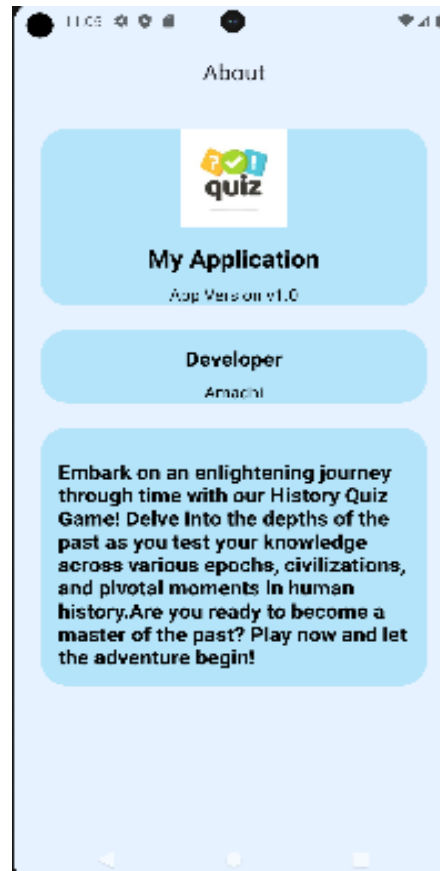 11:05
About
? !
quiz
My Application
App Version v1.0
Developer
Amachi
Embark on an enlightening journey
through time with our History Quiz
Game! Delve into the depths of the
past as you test your knowledge
across various epochs, civilizations,
and pivotal moments in human
history.Are you ready to become a
master of the past? Play now and let
the adventure begin!